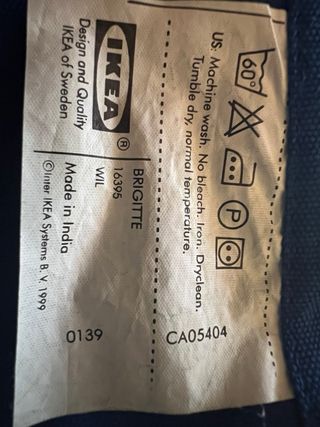 60°
P
US: Machine wash. No bleach. Iron. Dryclean.
Tumble dry, normal temperature.
CA05404
IKEA®
Design and Quality
IKEA of Sweden
BRIGITTE
16395
WIL
Made in India
©Inter IKEA Systems B. V. 1999
0139